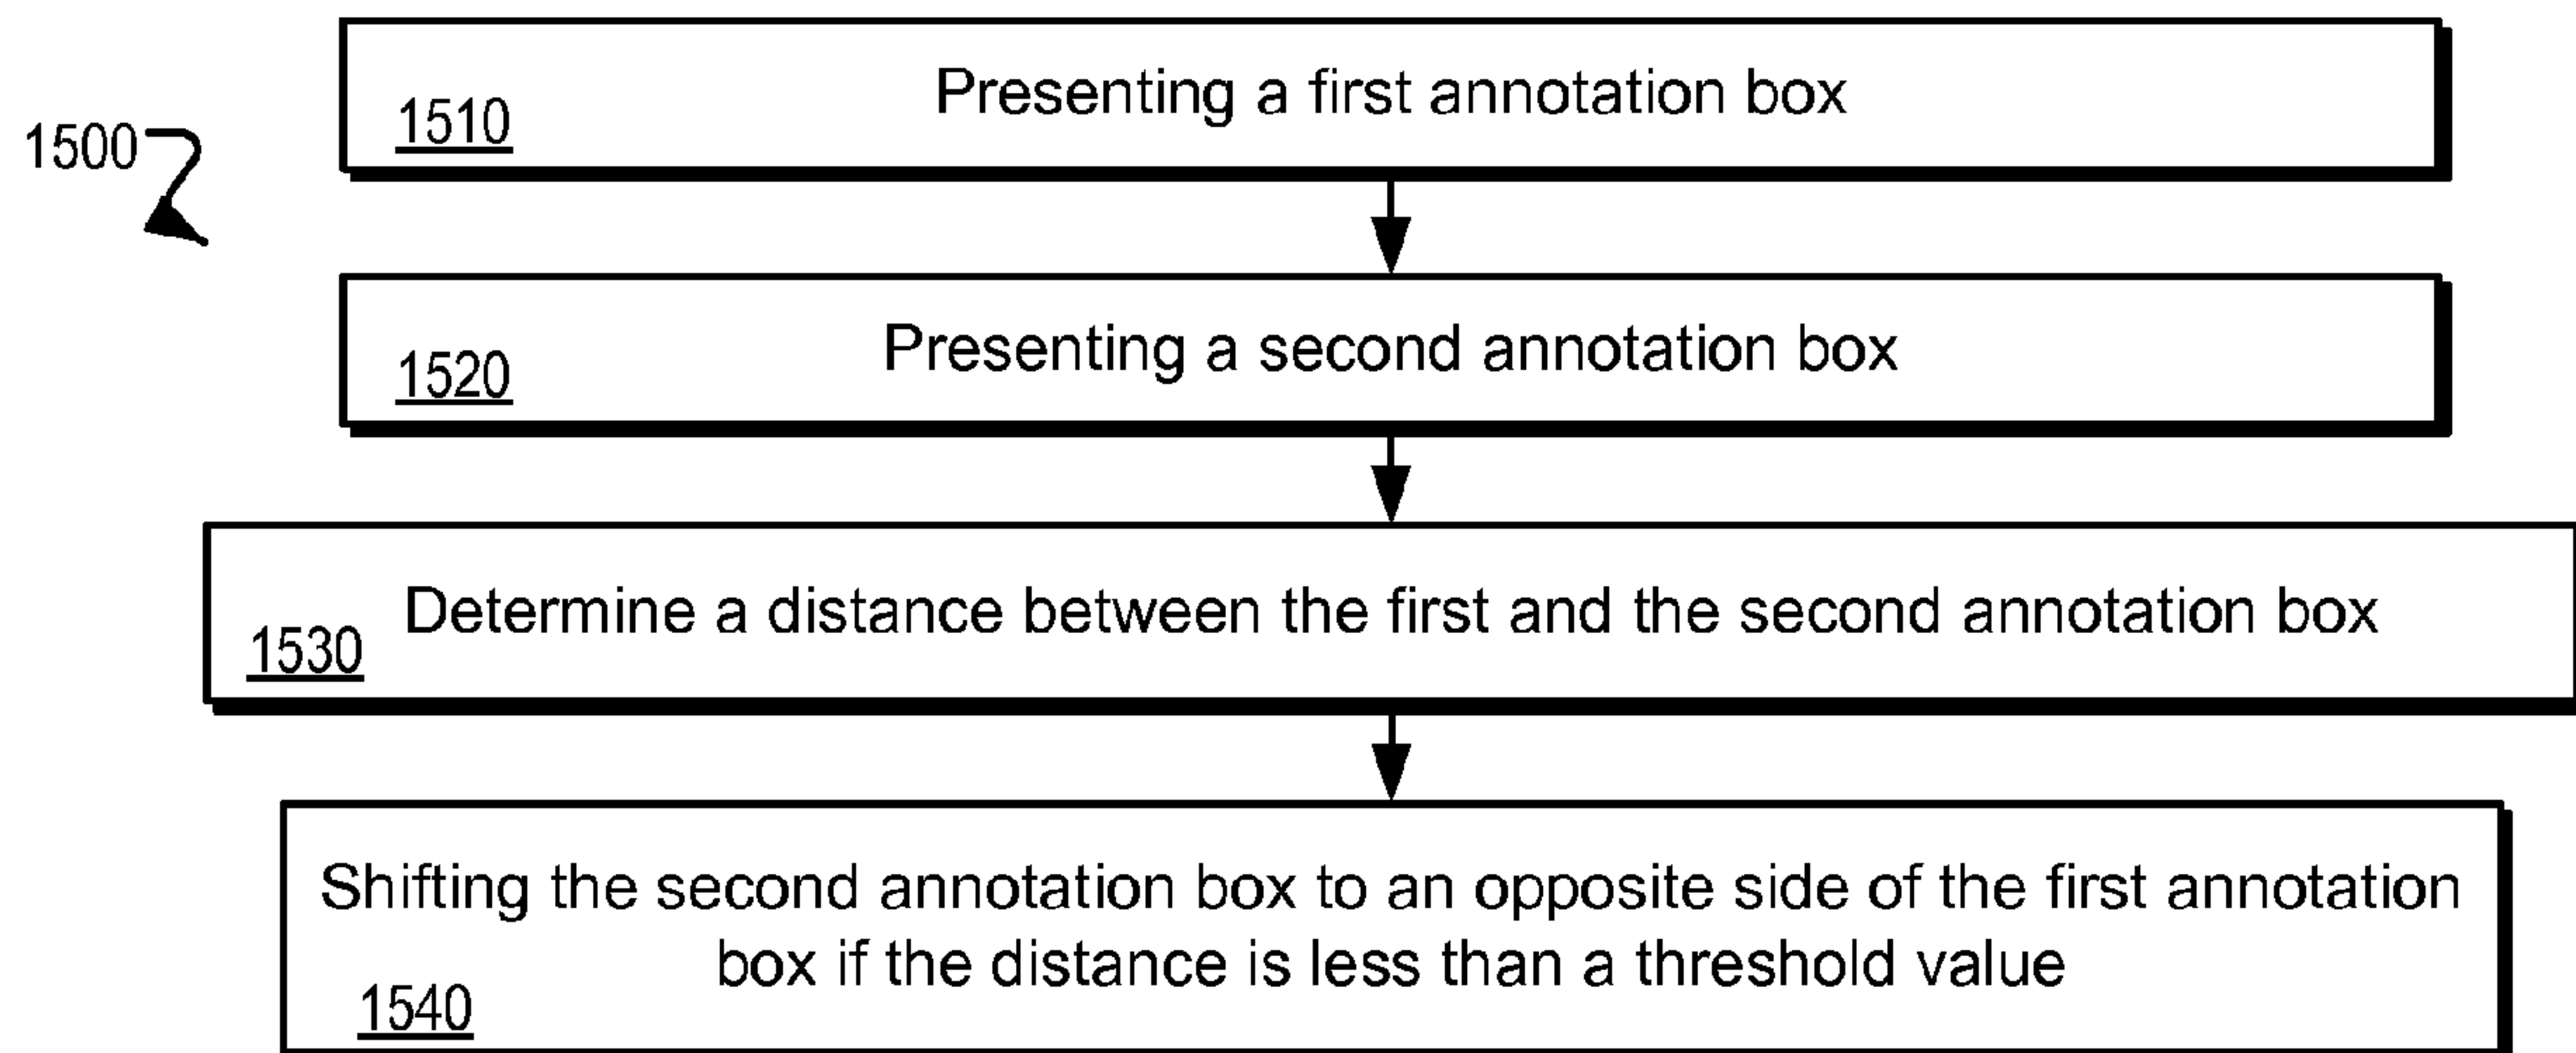 Presenting a first annotation box
1510
1500
Presenting a second annotation box
1520
Determine a distance between the first and the second annotation box
1530
Shifting the second annotation box to an opposite side of the first annotation
box if the distance is less than a threshold value
1540